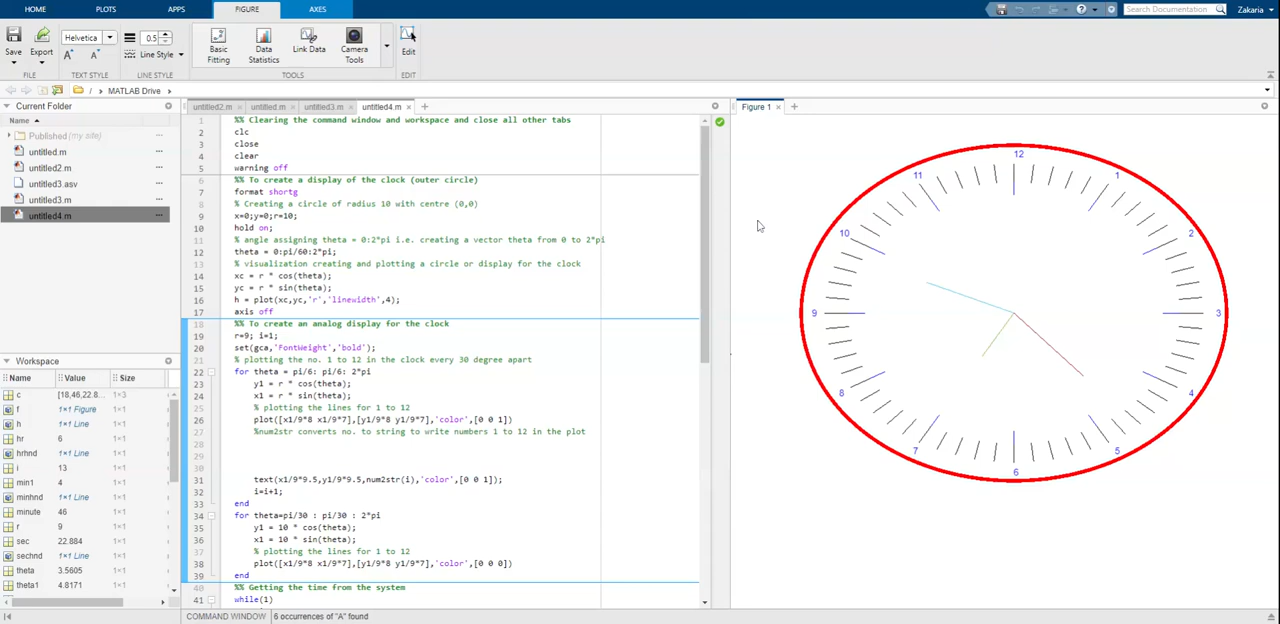 HOME PLOTS APPS FIGURE AXES
Search Documentation Zakaria
Helvetica 0.5
Save Export Line Style Basic Fitting Data Statistics Link Data Camera Tools Edit
FILE TEXT STYLE LINE STYLE TOOLS EDIT
/ MATLAB Drive
Current Folder
Name
Published (my site)
untitled.m
untitled2.m
untitled3.asv
untitled3.m
untitled4.m
Workspace
Name Value Size
c [18,46,22.8... 1×3
f 1×1 Figure 1×1
h 1×1 Line 1×1
hr 6 1×1
hrhnd 1×1 Line 1×1
i 13 1×1
min1 4 1×1
minhnd 1×1 Line 1×1
minute 46 1×1
r 9 1×1
sec 22.884 1×1
sechnd 1×1 Line 1×1
theta 3.5605 1×1
theta1 4.8171 1×1
untitled2.m × untitled.m × untitled3.m × untitled4.m × +
1 %% Clearing the command window and workspace and close all other tabs
2 clc
3 close
4 clear
5 warning off
6 %% To create a display of the clock (outer circle)
7 format shortg
8 % Creating a circle of radius 10 with centre (0,0)
9 x=0;y=0;r=10;
10 hold on;
11 % angle assigning theta = 0:2*pi i.e. creating a vector theta from 0 to 2*pi
12 theta = 0:pi/60:2*pi;
13 % visualization creating and plotting a circle or display for the clock
14 xc = r * cos(theta);
15 yc = r * sin(theta);
16 h = plot(xc,yc,'r','linewidth',4);
17 axis off
18 %% To create an analog display for the clock
19 r=9; i=1;
20 set(gca,'FontWeight','bold');
21 % plotting the no. 1 to 12 in the clock every 30 degree apart
22 for theta = pi/6: pi/6: 2*pi
23 y1 = r * cos(theta);
24 x1 = r * sin(theta);
25 % plotting the lines for 1 to 12
26 plot([x1/9*8 x1/9*7],[y1/9*8 y1/9*7],'color',[0 0 1])
27 %num2str converts no. to string to write numbers 1 to 12 in the plot
28
29
30
31 text(x1/9*9.5,y1/9*9.5,num2str(i),'color',[0 0 1]);
32 i=i+1;
33 end
34 for theta=pi/30 : pi/30 : 2*pi
35 y1 = 10 * cos(theta);
36 x1 = 10 * sin(theta);
37 % plotting the lines for 1 to 12
38 plot([x1/9*8 x1/9*7],[y1/9*8 y1/9*7],'color',[0 0 0])
39 end
40 %% Getting the time from the system
41 while(1)
COMMAND WINDOW 6 occurrences of "A" found
Figure 1 × +
12
11 1
10 2
9 3
8 4
7 5
6